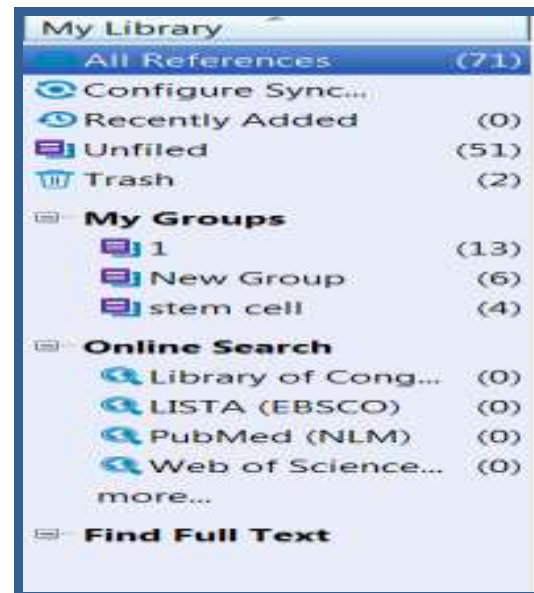 My Library
All References (71)
Configure Sync...
Recently Added (0)
Unfiled (51)
Trash (2)
My Groups
1 (13)
New Group (6)
stem cell (4)
Online Search
Library of Cong... (0)
LISTA (EBSCO) (0)
PubMed (NLM) (0)
Web of Science... (0)
more...
Find Full Text